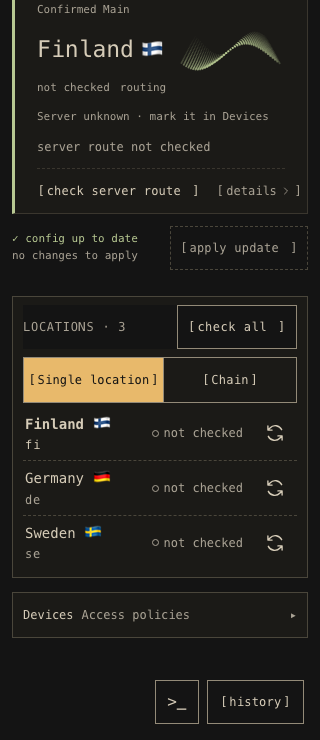 Confirmed Main
Finland 🇫🇮
not checked routing
Server unknown · mark it in Devices
server route not checked
[check server route ] [details > ]
✓ config up to date
no changes to apply
[apply update ]
LOCATIONS · 3
[check all ]
[Single location] [Chain]
Finland 🇫🇮
fi
not checked
Germany 🇩🇪
de
not checked
Sweden 🇸🇪
se
not checked
Devices Access policies ▸
>_ [history]